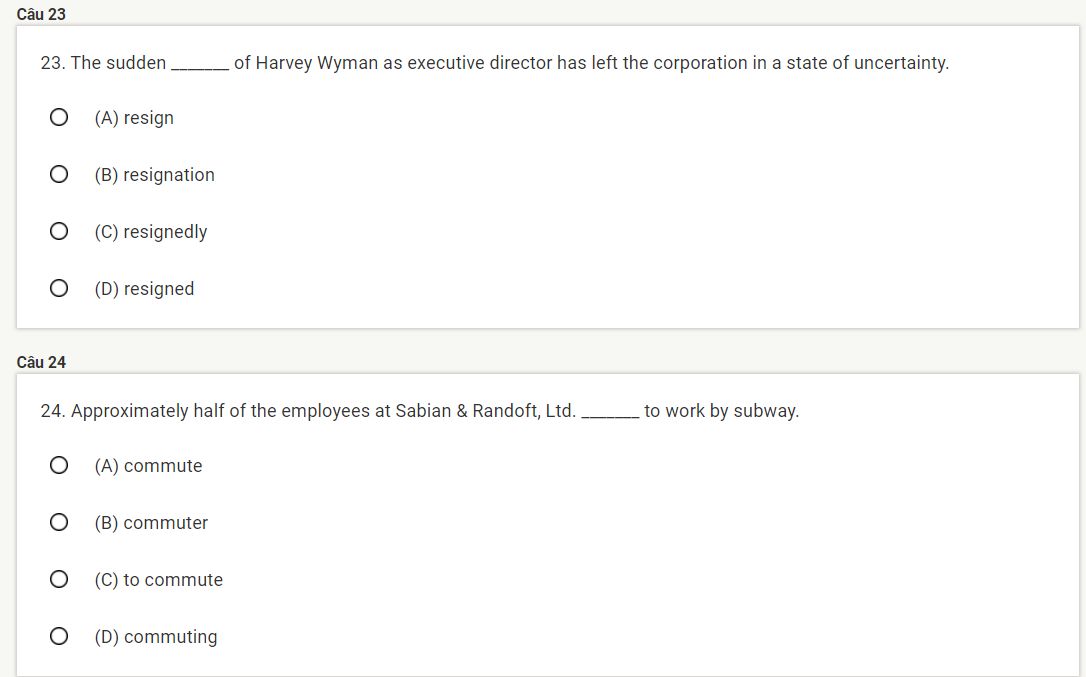 Câu 23
23. The sudden _______ of Harvey Wyman as executive director has left the corporation in a state of uncertainty.
(A) resign
(B) resignation
(C) resignedly
(D) resigned
Câu 24
24. Approximately half of the employees at Sabian & Randoft, Ltd. _______ to work by subway.
(A) commute
(B) commuter
(C) to commute
(D) commuting